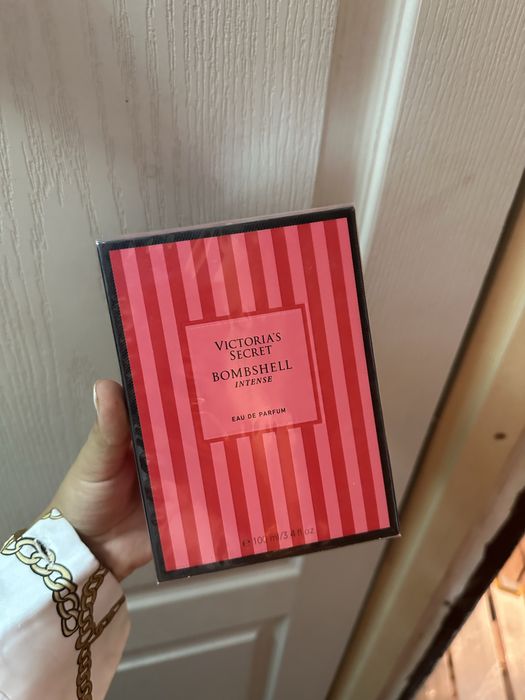 VICTORIA'S
SECRET
BOMBSHELL
INTENSE
EAU DE PARFUM
℮ 100 ml/3.4 fl oz